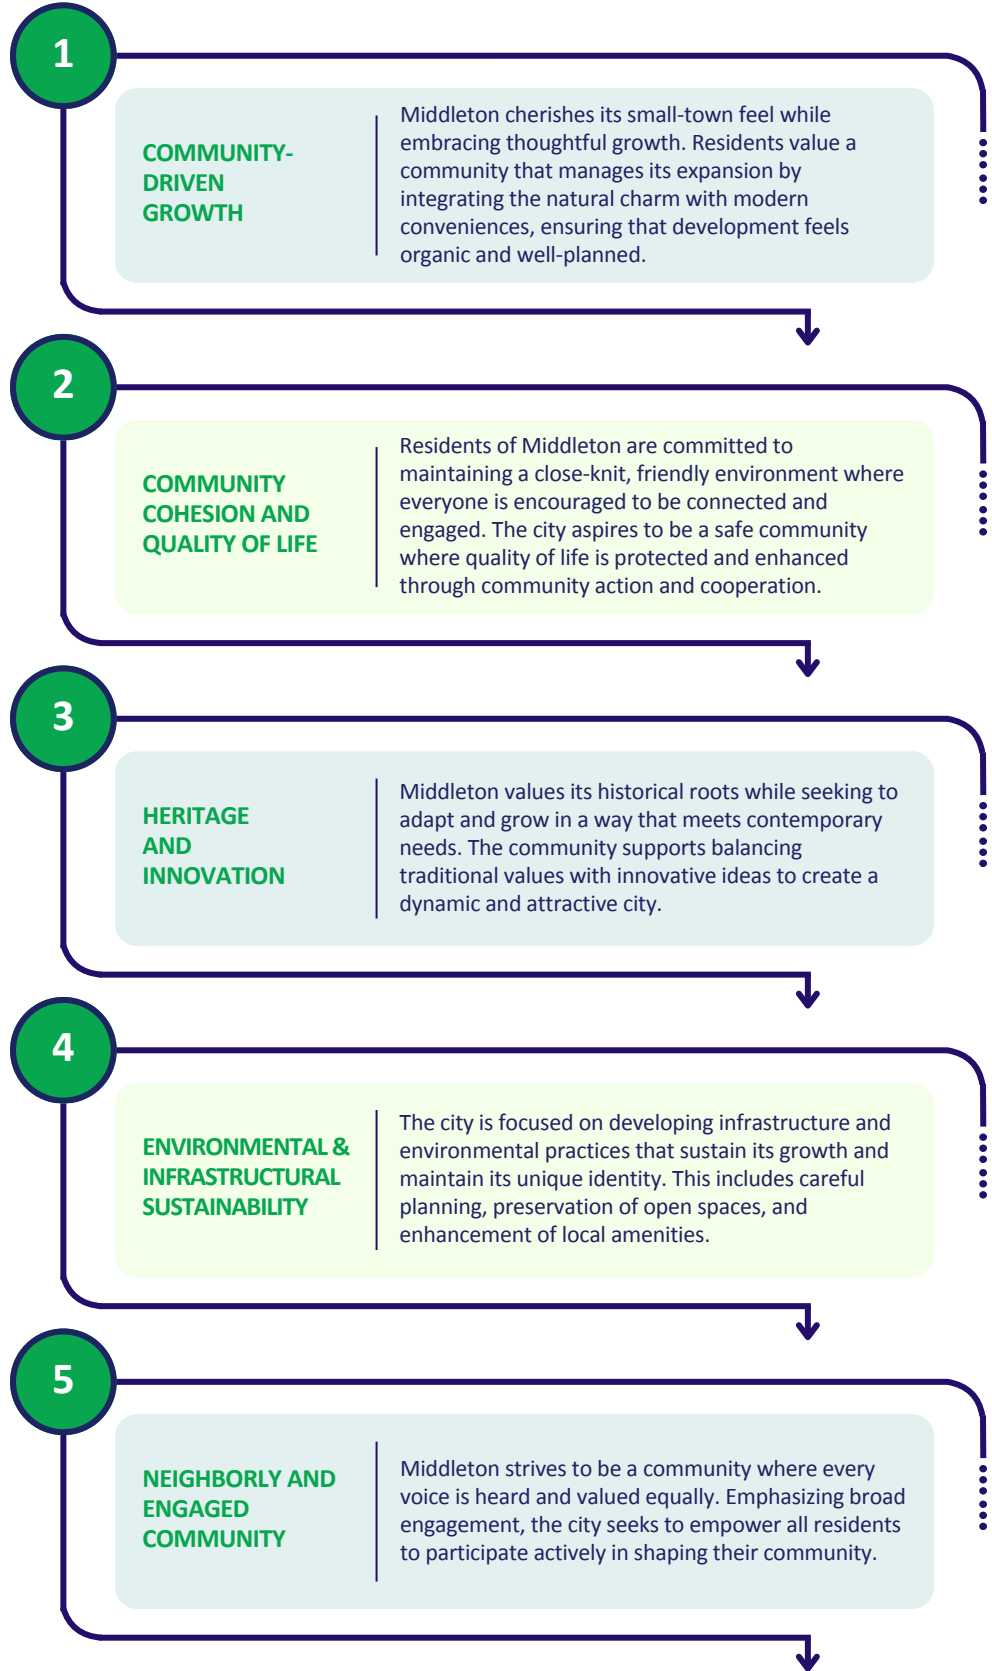 1
COMMUNITY-
DRIVEN
GROWTH
Middleton cherishes its small-town feel while
embracing thoughtful growth. Residents value a
community that manages its expansion by
integrating the natural charm with modern
conveniences, ensuring that development feels
organic and well-planned.
2
COMMUNITY
COHESION AND
QUALITY OF LIFE
Residents of Middleton are committed to
maintaining a close-knit, friendly environment where
everyone is encouraged to be connected and
engaged. The city aspires to be a safe community
where quality of life is protected and enhanced
through community action and cooperation.
3
HERITAGE
AND
INNOVATION
Middleton values its historical roots while seeking to
adapt and grow in a way that meets contemporary
needs. The community supports balancing
traditional values with innovative ideas to create a
dynamic and attractive city.
4
ENVIRONMENTAL &
INFRASTRUCTURAL
SUSTAINABILITY
The city is focused on developing infrastructure and
environmental practices that sustain its growth and
maintain its unique identity. This includes careful
planning, preservation of open spaces, and
enhancement of local amenities.
5
NEIGHBORLY AND
ENGAGED
COMMUNITY
Middleton strives to be a community where every
voice is heard and valued equally. Emphasizing broad
engagement, the city seeks to empower all residents
to participate actively in shaping their community.